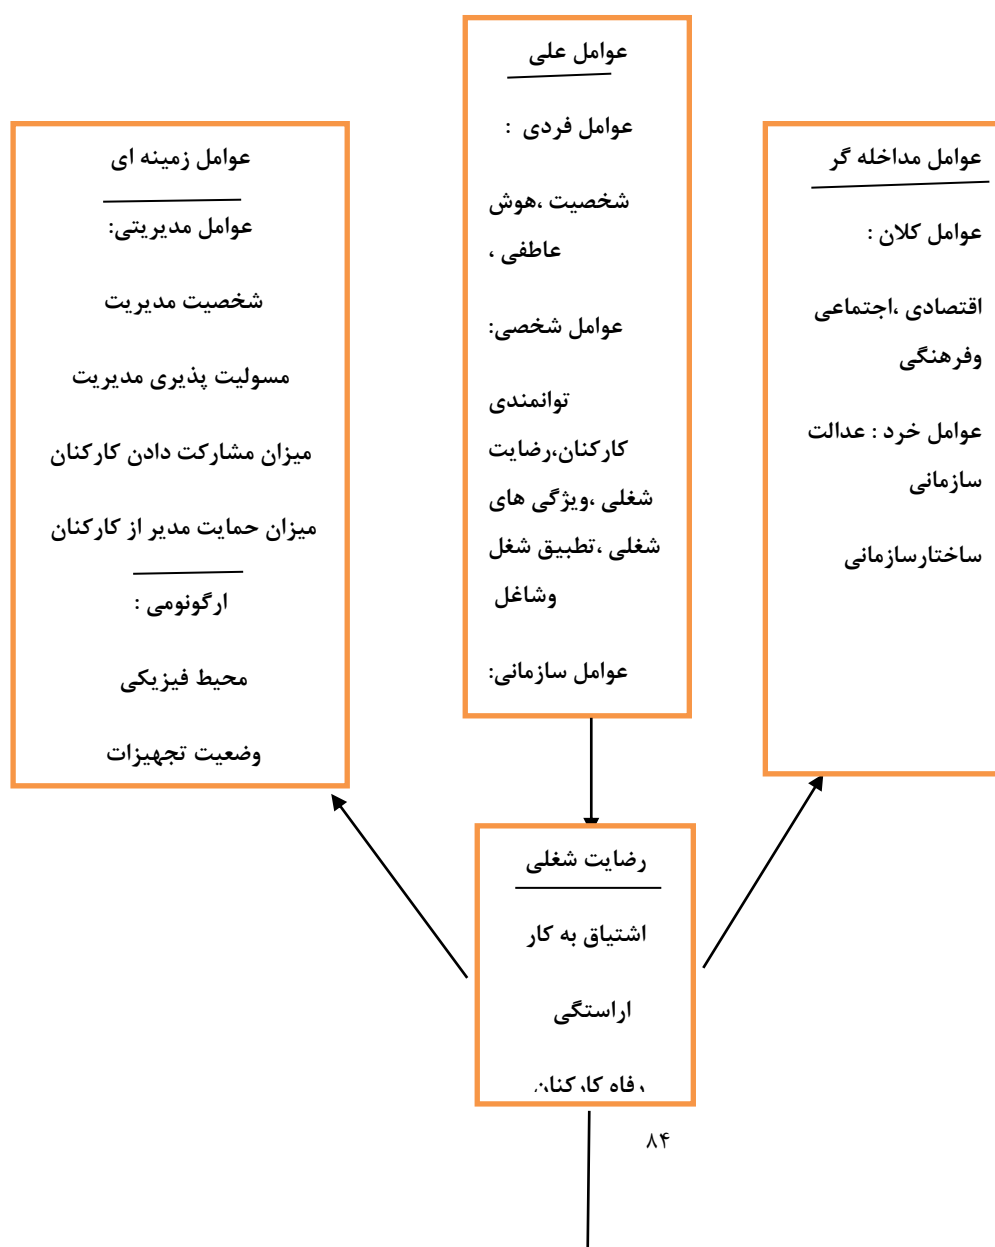 عوامل علی
عوامل فردی :
شخصیت ،هوش
عاطفی ،
عوامل شخصی:
توانمندی
کارکنان،رضایت
شغلی ،ویژگی های
شغلی ،تطبیق شغل
وشاغل
عوامل سازمانی:
عوامل مداخله گر
عوامل کلان :
اقتصادی ،اجتماعی
وفرهنگی
عوامل خرد : عدالت
سازمانی
ساختارسازمانی
عوامل زمینه ای
عوامل مدیریتی:
شخصیت مدیریت
مسولیت پذیری مدیریت
میزان مشارکت دادن کارکنان
میزان حمایت مدیر از کارکنان
ارگونومی :
محیط فیزیکی
وضعیت تجهیزات
رضایت شغلی
اشتیاق به کار
اراستگی
رفاه کارکنان
۸۴